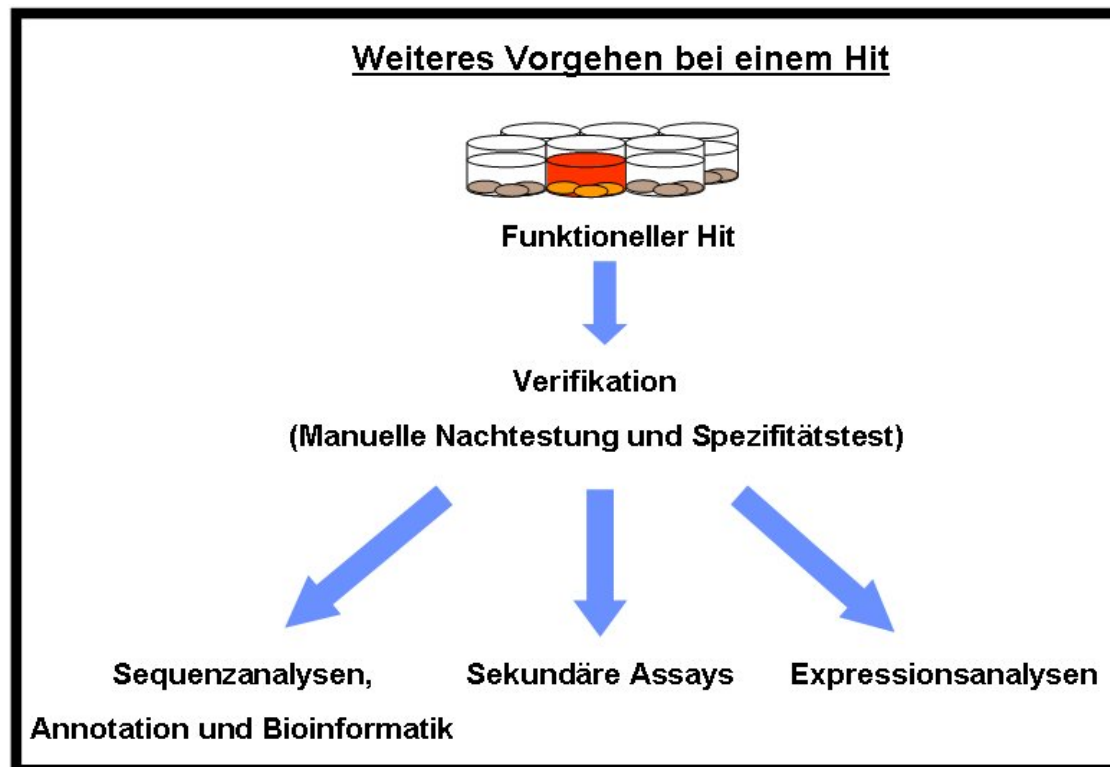 Weiteres Vorgehen bei einem Hit
Funktioneller Hit
Verifikation
(Manuelle Nachtestung und Spezifitätstest)
Sequenzanalysen,
Annotation und Bioinformatik
Sekundäre Assays
Expressionsanalysen